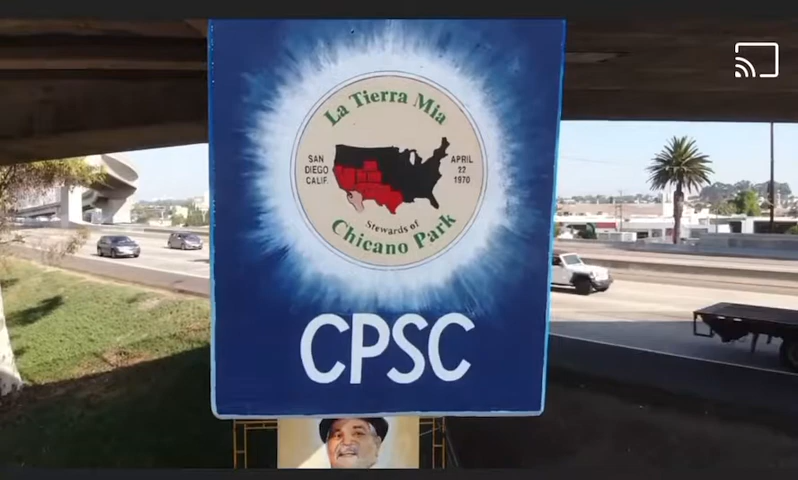 La Tierra Mia
SAN
DIEGO
CALIF.
APRIL
22
1970
Stewards of
Chicano Park
CPSC